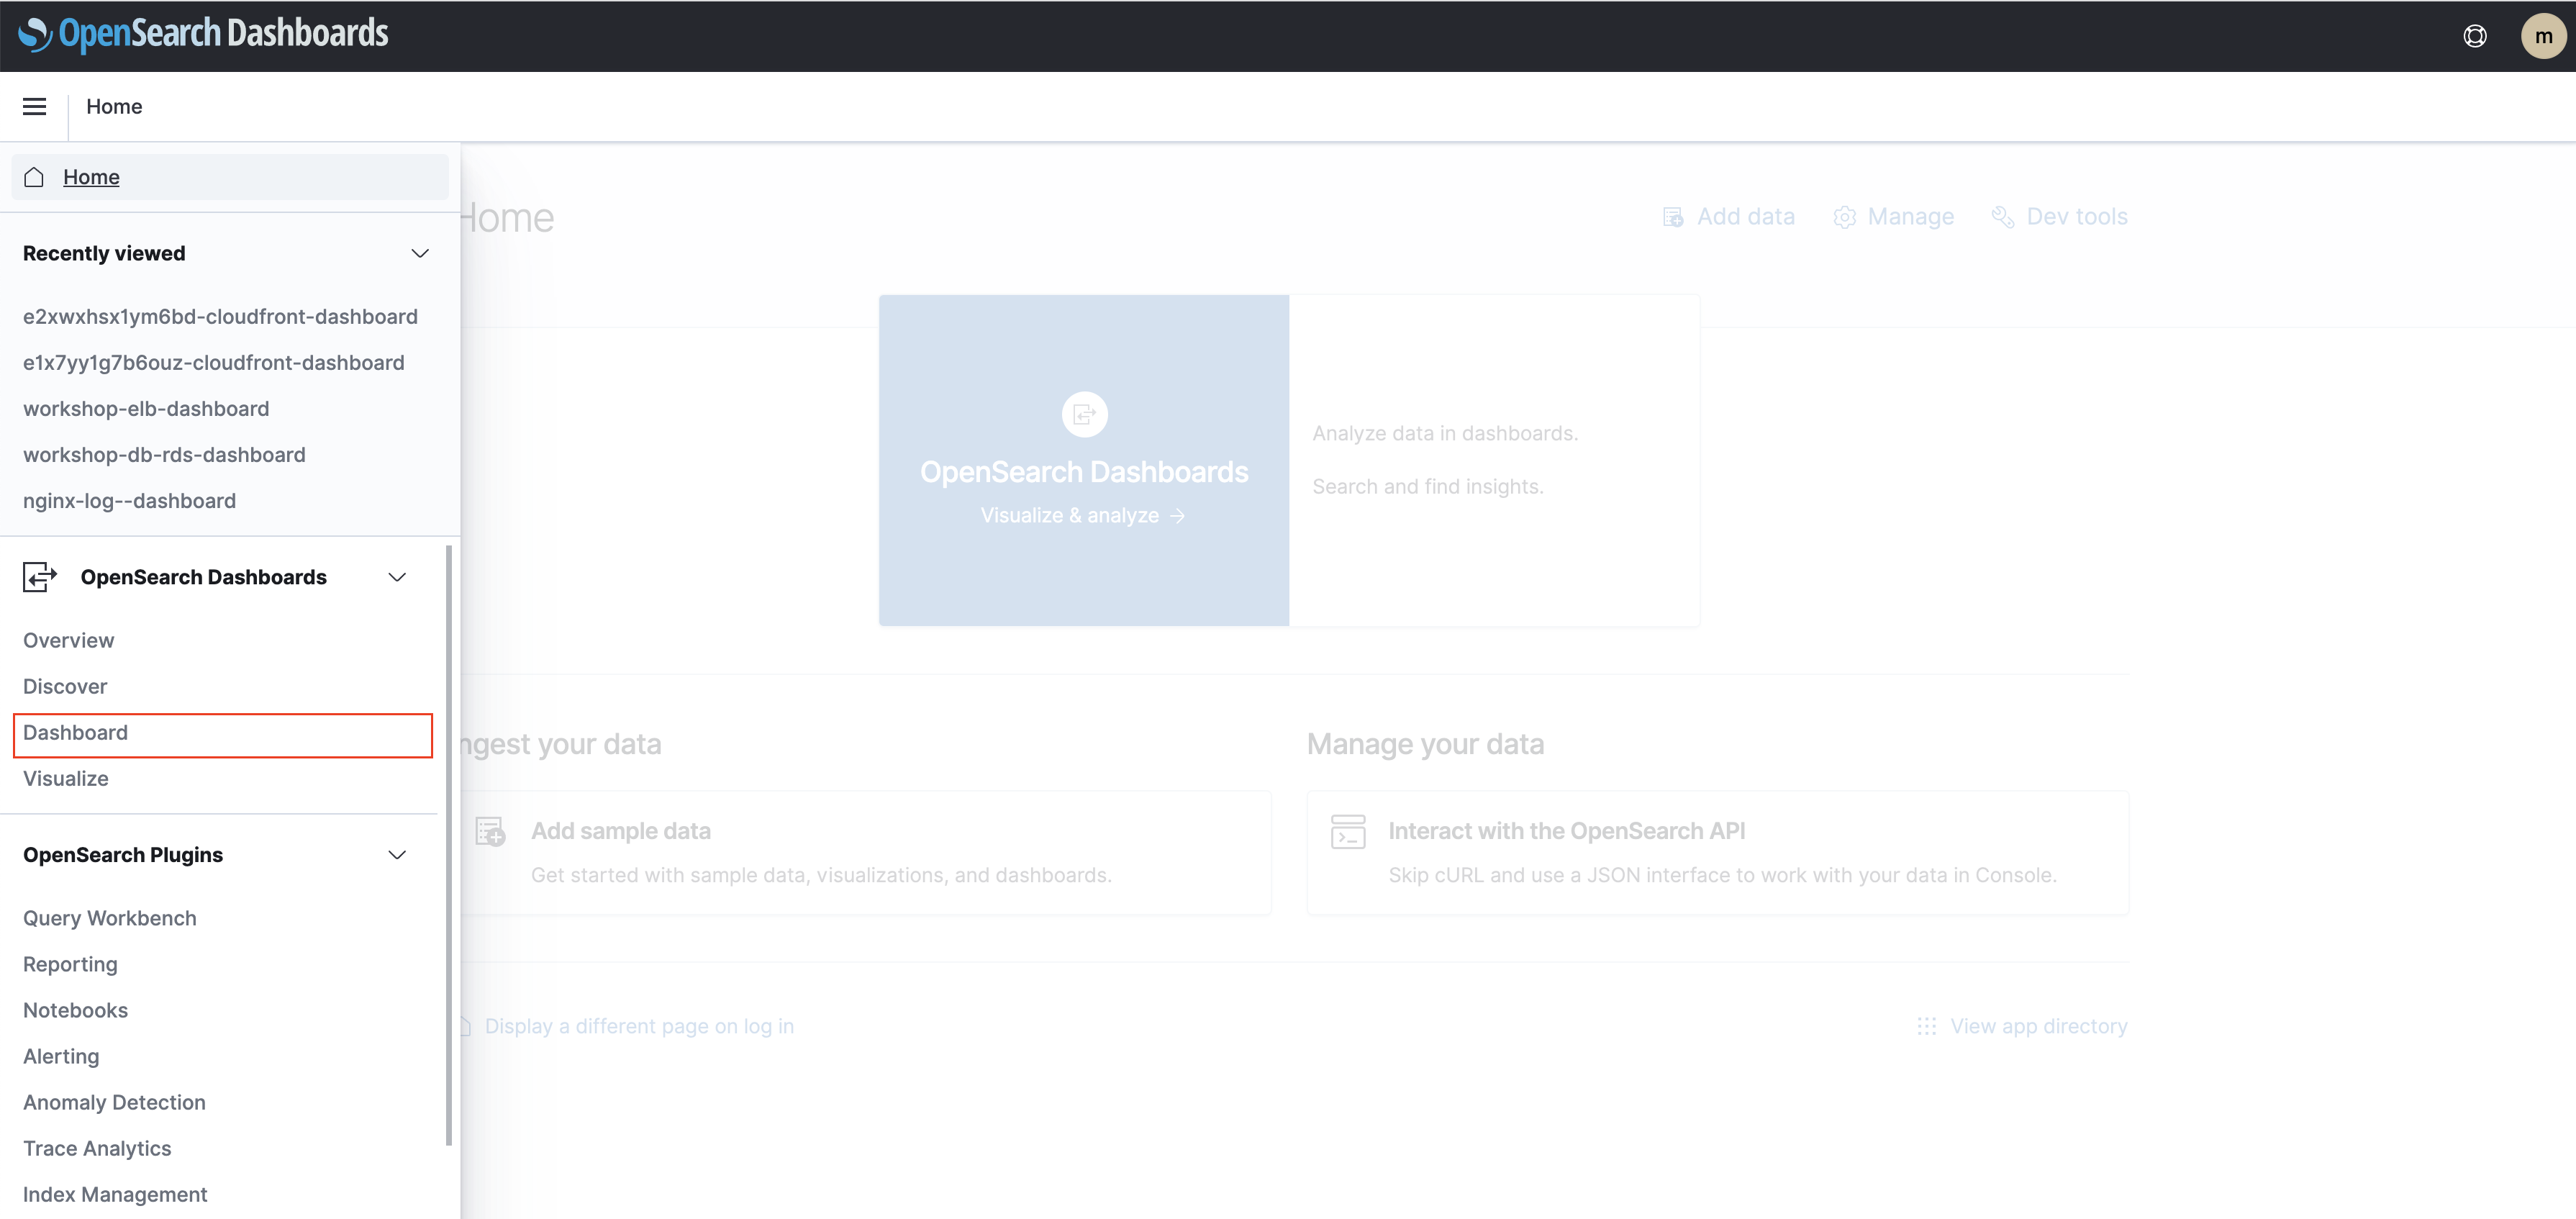 OpenSearch Dashboards
m
Home
Home
Recently viewed
e2xwxhsx1ym6bd-cloudfront-dashboard
e1x7yy1g7b6ouz-cloudfront-dashboard
workshop-elb-dashboard
workshop-db-rds-dashboard
nginx-log--dashboard
OpenSearch Dashboards
Overview
Discover
Dashboard
Visualize
OpenSearch Plugins
Query Workbench
Reporting
Notebooks
Alerting
Anomaly Detection
Trace Analytics
Index Management
Home
Add data
Manage
Dev tools
OpenSearch Dashboards
Visualize & analyze →
Analyze data in dashboards.
Search and find insights.
ngest your data
Add sample data
Get started with sample data, visualizations, and dashboards.
Manage your data
Interact with the OpenSearch API
Skip cURL and use a JSON interface to work with your data in Console.
Display a different page on log in
View app directory